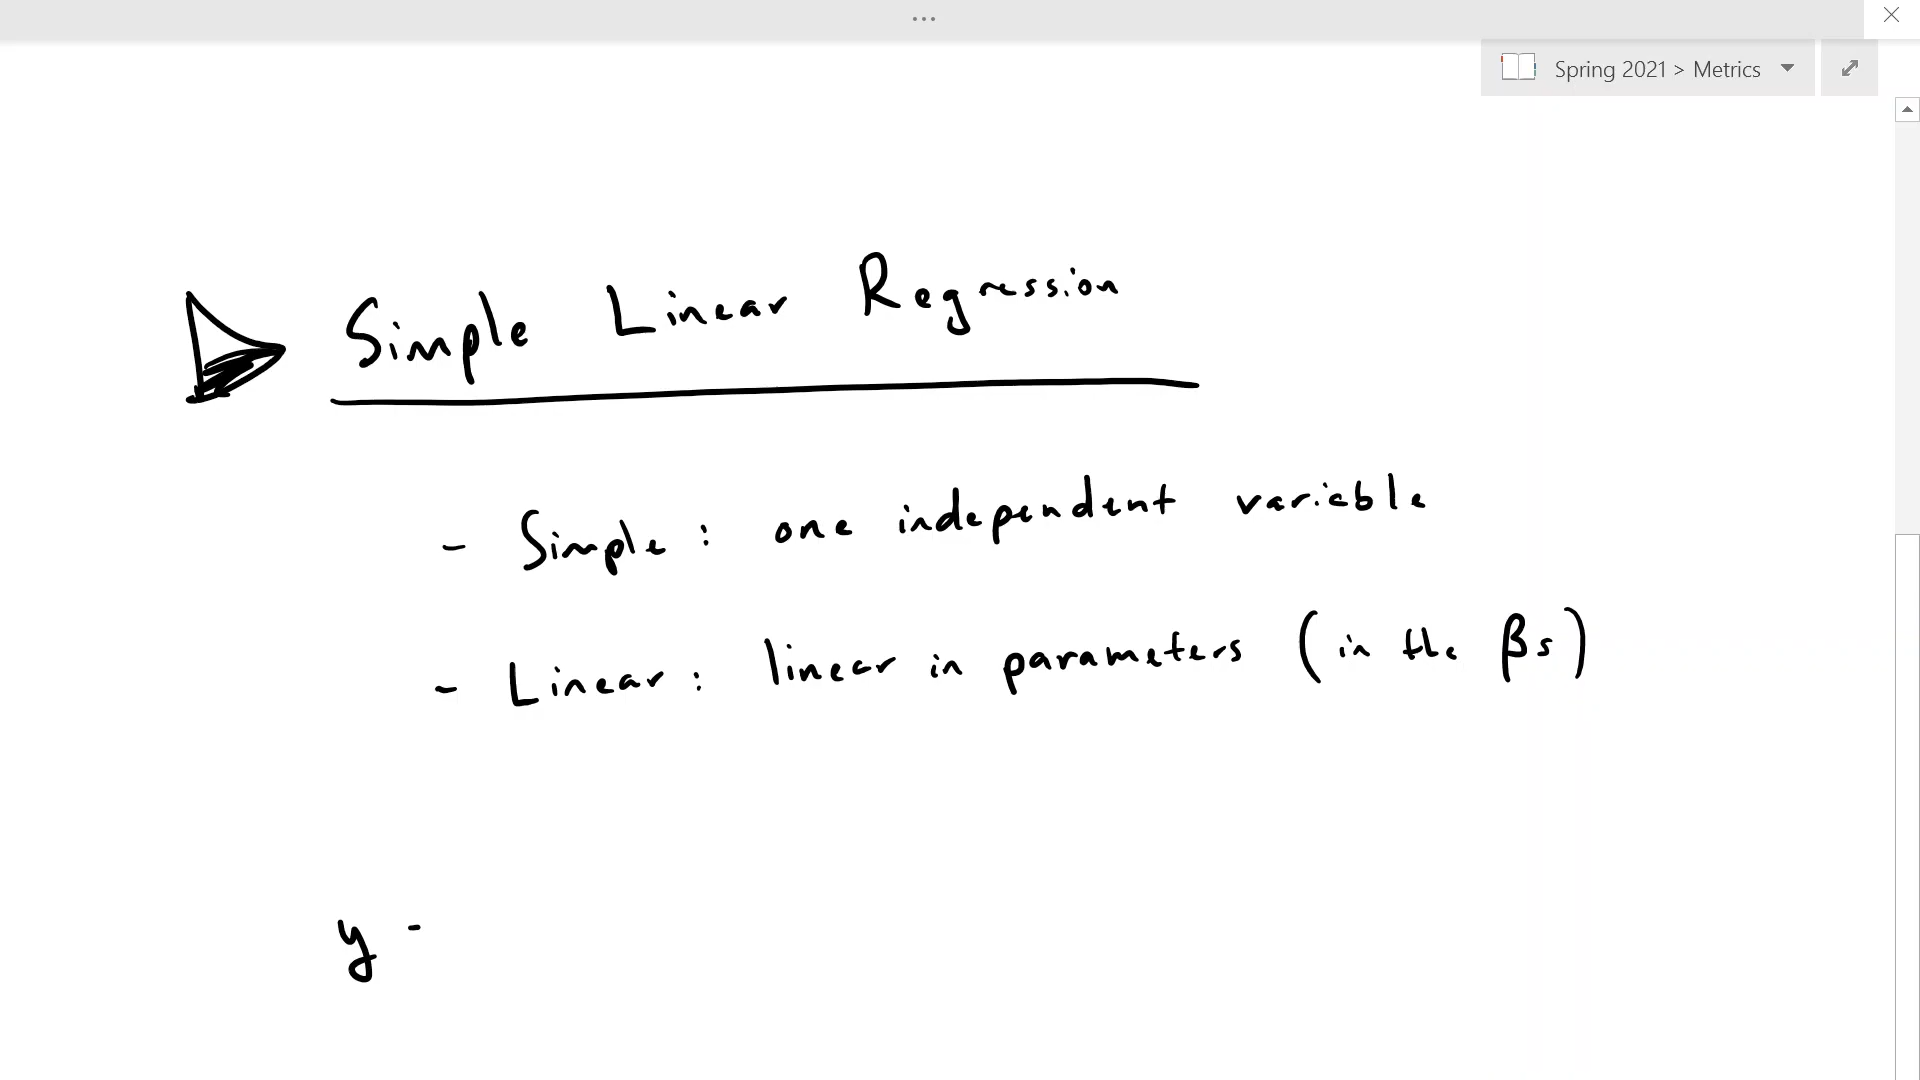 Spring 2021 > Metrics
Simple Linear Regression
- Simple: one independent variable
- Linear: linear in parameters (in the βs)
y -